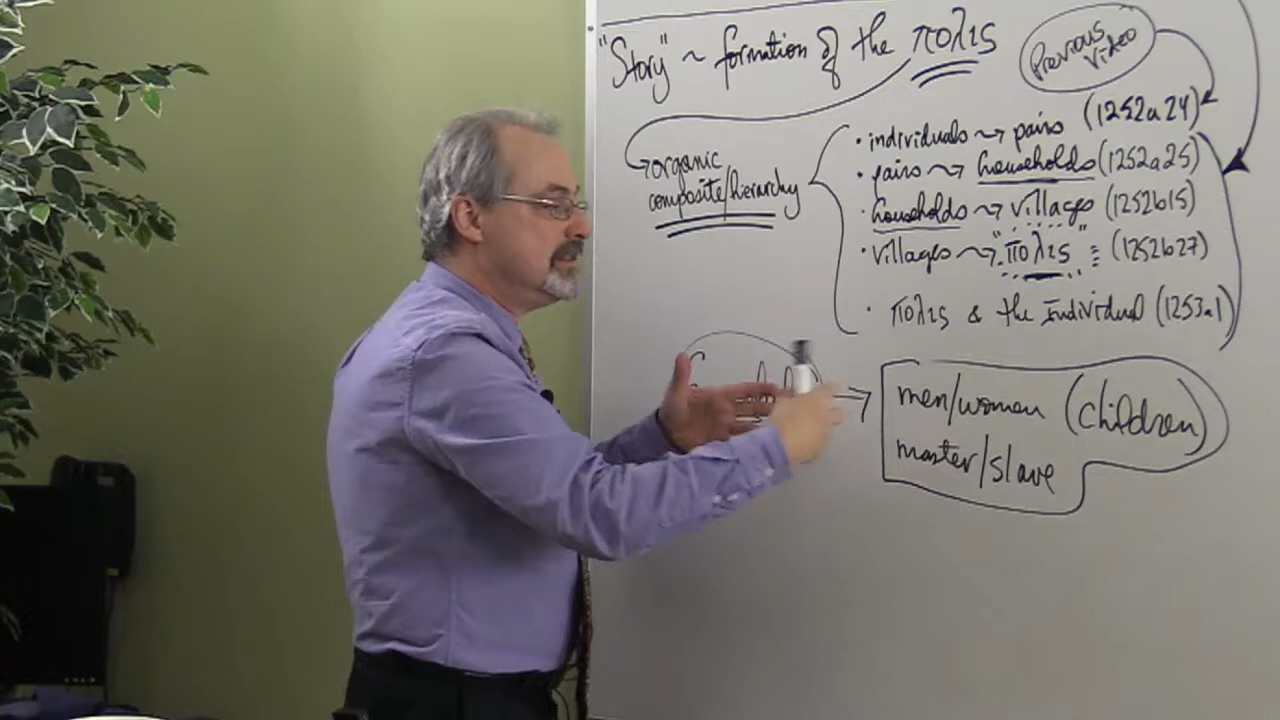 "Story" ~ formation of the πολις
Previous
Video
organic
composite/hierarchy
· individuals ⤳ pairs (1252a24)
· pairs ⤳ households (1252a25)
· households ⤳ villages (1252b15)
· villages ⤳ "πολις" (1252b27)
· πολις & the individual (1253a1)
men/women (children)
master/slave